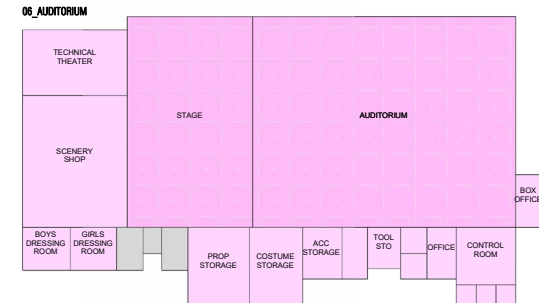 06_AUDITORIUM
TECHNICAL
THEATER
STAGE
AUDITORIUM
SCENERY
SHOP
BOX
OFFICE
BOYS
DRESSING
ROOM
GIRLS
DRESSING
ROOM
PROP
STORAGE
COSTUME
STORAGE
ACC
STORAGE
TOOL
STO
OFFICE
CONTROL
ROOM